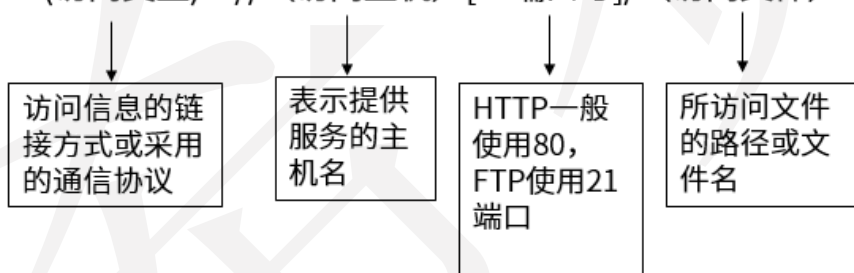 访问信息的链
接方式或采用
的通信协议
表示提供
服务的主
机名
HTTP一般
使用80，
FTP使用21
端口
所访问文件
的路径或文
件名